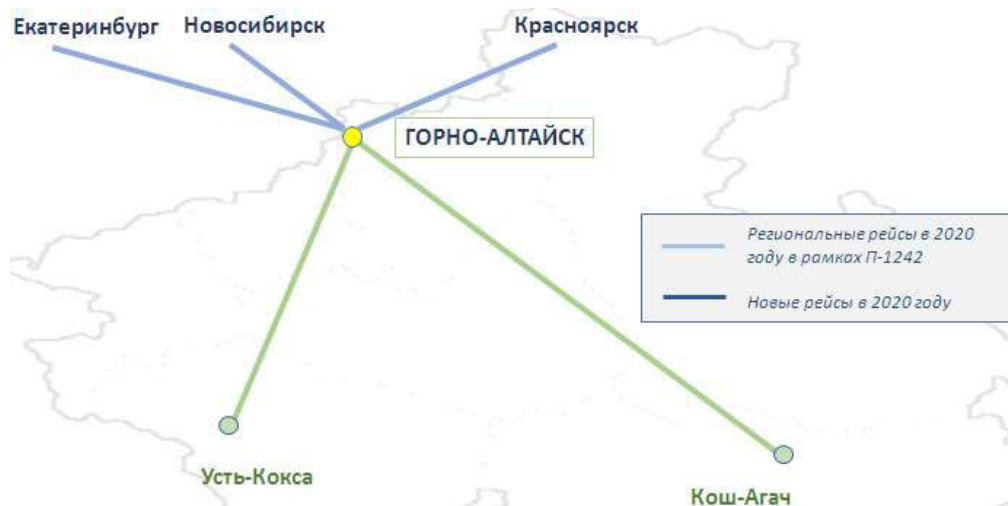 Екатеринбург
Новосибирск
Красноярск
ГОРНО-АЛТАЙСК
Региональные рейсы в 2020
году в рамках П-1242
Новые рейсы в 2020 году
Усть-Кокса
Кош-Агач